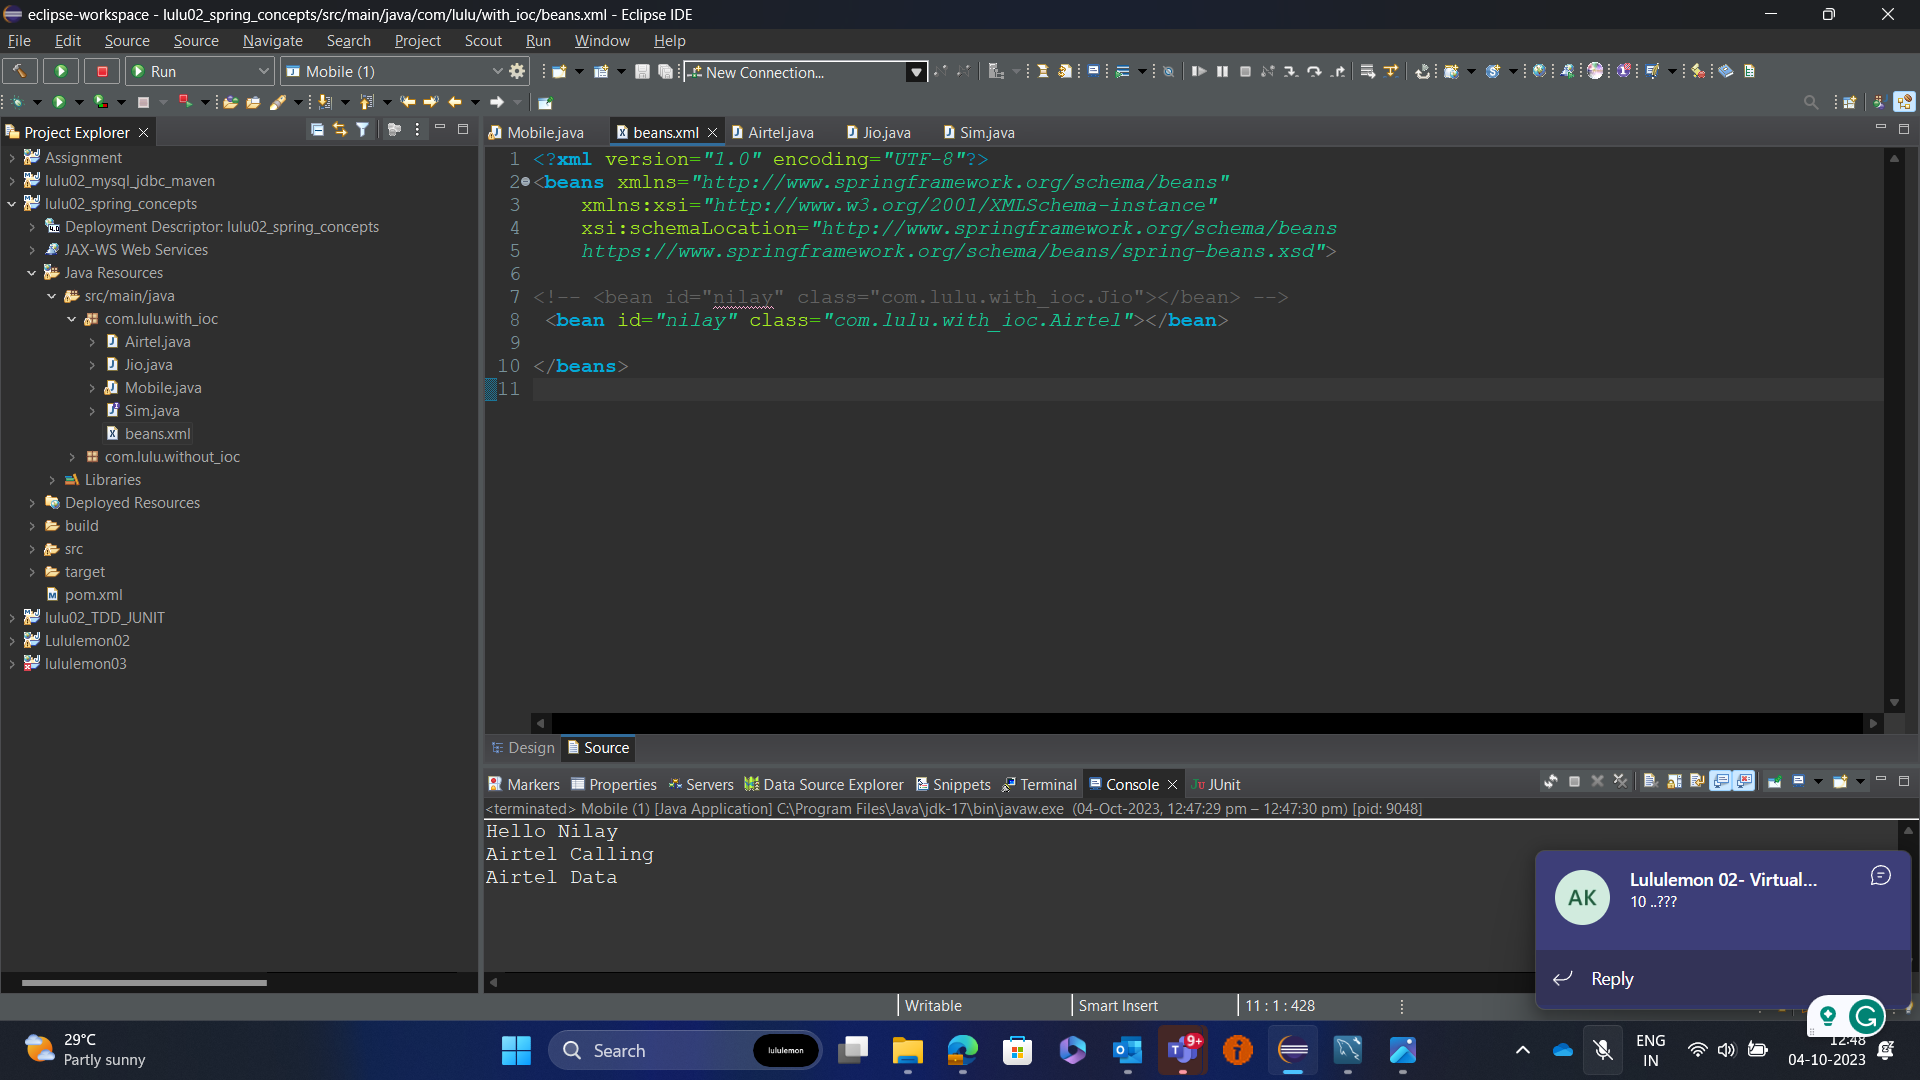 eclipse-workspace - lulu02_spring_concepts/src/main/java/com/lulu/with_ioc/beans.xml - Eclipse IDE
File Edit Source Source Navigate Search Project Scout Run Window Help
Run Mobile (1) New Connection...
Project Explorer
Assignment
lulu02_mysql_jdbc_maven
lulu02_spring_concepts
Deployment Descriptor: lulu02_spring_concepts
JAX-WS Web Services
Java Resources
src/main/java
com.lulu.with_ioc
Airtel.java
Jio.java
Mobile.java
Sim.java
beans.xml
com.lulu.without_ioc
Libraries
Deployed Resources
build
src
target
pom.xml
lulu02_TDD_JUNIT
Lululemon02
lululemon03
Mobile.java beans.xml Airtel.java Jio.java Sim.java
1 <?xml version="1.0" encoding="UTF-8"?>
2 <beans xmlns="http://www.springframework.org/schema/beans"
3 xmlns:xsi="http://www.w3.org/2001/XMLSchema-instance"
4 xsi:schemaLocation="http://www.springframework.org/schema/beans
5 https://www.springframework.org/schema/beans/spring-beans.xsd">
6
7 <!-- <bean id="nilay" class="com.lulu.with_ioc.Jio"></bean> -->
8 <bean id="nilay" class="com.lulu.with_ioc.Airtel"></bean>
9
10 </beans>
11
Design Source
Markers Properties Servers Data Source Explorer Snippets Terminal Console JUnit
<terminated> Mobile (1) [Java Application] C:\Program Files\Java\jdk-17\bin\javaw.exe (04-Oct-2023, 12:47:29 pm – 12:47:30 pm) [pid: 9048]
Hello Nilay
Airtel Calling
Airtel Data
AK
Lululemon 02- Virtual...
10 ..???
Reply
Writable Smart Insert 11 : 1 : 428
29°C
Partly sunny
Search
lululemon
9+
ENG
IN
12:48
04-10-2023